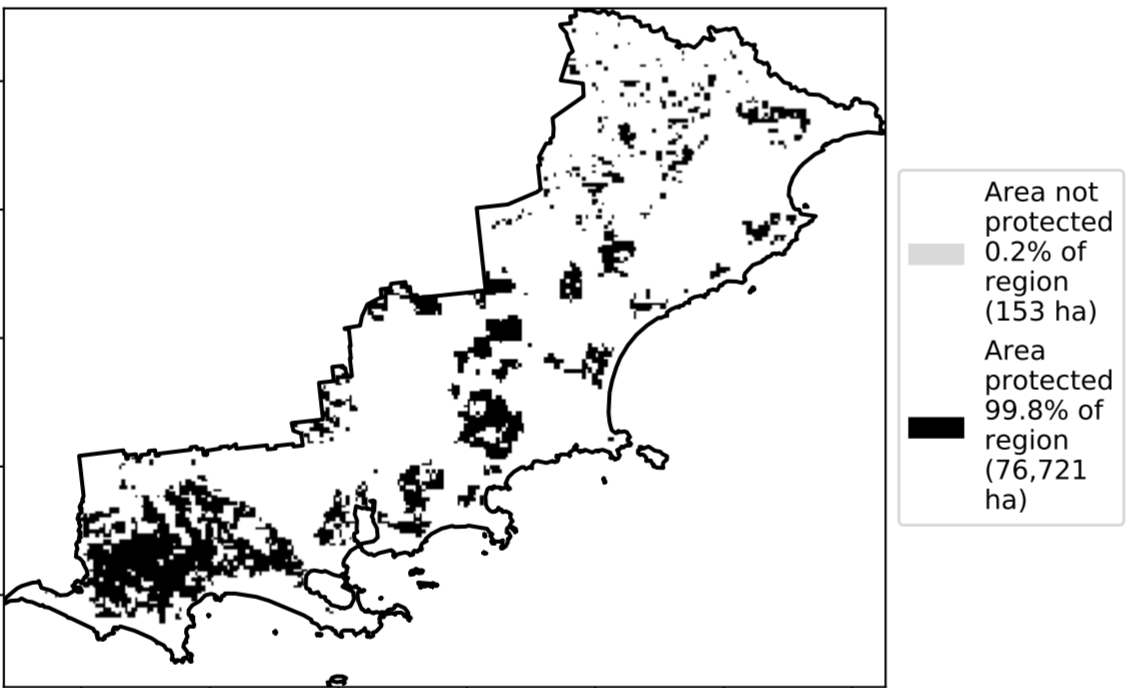 Area not
protected
0.2% of
region
(153 ha)
Area
protected
99.8% of
region
(76,721
ha)